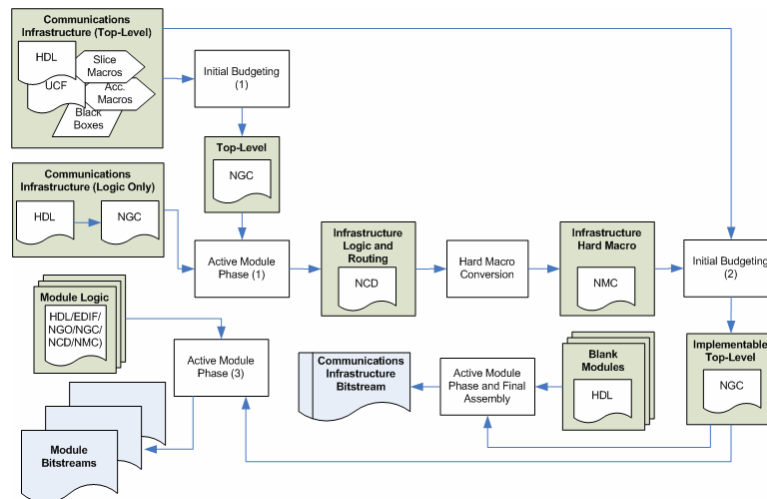 Communications
Infrastructure (Top-Level)
HDL
Slice
Macros
UCF
Acc.
Macros
Black
Boxes
Initial Budgeting
(1)
Top-Level
NGC
Communications
Infrastructure (Logic Only)
HDL
NGC
Active Module
Phase (1)
Infrastructure
Logic and
Routing
NCD
Hard Macro
Conversion
Infrastructure
Hard Macro
NMC
Initial Budgeting
(2)
Module Logic
HDL/EDIF/
NGO/NGC/
NCD/NMC)
Active Module
Phase (3)
Communications
Infrastructure
Bitstream
Active Module
Phase and Final
Assembly
Blank
Modules
HDL
Implementable
Top-Level
NGC
Module
Bitstreams